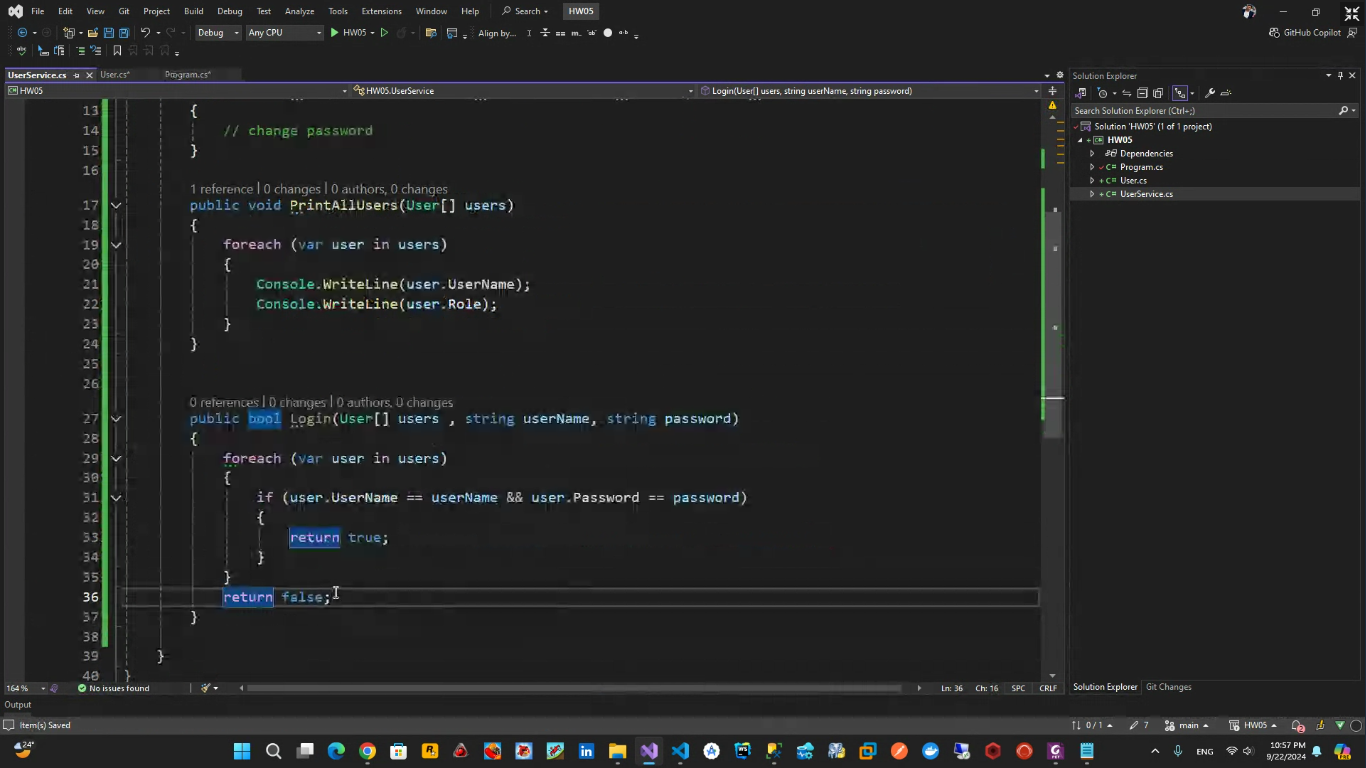 File Edit View Git Project Build Debug Test Analyze Tools Extensions Window Help Search HW05
Debug Any CPU HW05 Align by... GitHub Copilot
UserService.cs User.cs* Program.cs*
HW05 HW05.UserService Login(User[] users, string userName, string password)
13 {
14 // change password
15 }
16
1 reference | 0 changes | 0 authors, 0 changes
17 public void PrintAllUsers(User[] users)
18 {
19 foreach (var user in users)
20 {
21 Console.WriteLine(user.UserName);
22 Console.WriteLine(user.Role);
23 }
24 }
25
26
0 references | 0 changes | 0 authors, 0 changes
27 public bool Login(User[] users , string userName, string password)
28 {
29 foreach (var user in users)
30 {
31 if (user.UserName == userName && user.Password == password)
32 {
33 return true;
34 }
35 }
36 return false;
37 }
38
39 }
40 }
Solution Explorer
Search Solution Explorer (Ctrl+;)
Solution 'HW05' (1 of 1 project)
HW05
Dependencies
Program.cs
User.cs
UserService.cs
164 % No issues found Ln: 36 Ch: 16 SPC CRLF
Solution Explorer Git Changes
Output
Item(s) Saved 0 / 1 7 main HW05
24° ENG 10:57 PM
9/22/2024